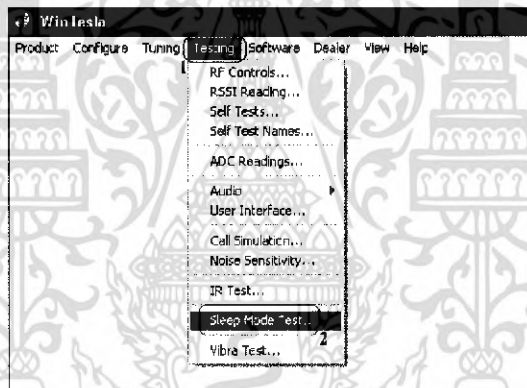 WinTesla
Product Configure Tuning Testing Software Dealer View Help
1
RF Controls...
RSSI Reading...
Self Tests...
Self Test Names...
ADC Readings...
Audio
User Interface...
Call Simulation...
Noise Sensitivity...
IR Test...
Sleep Mode Test...
2
Vibra Test...